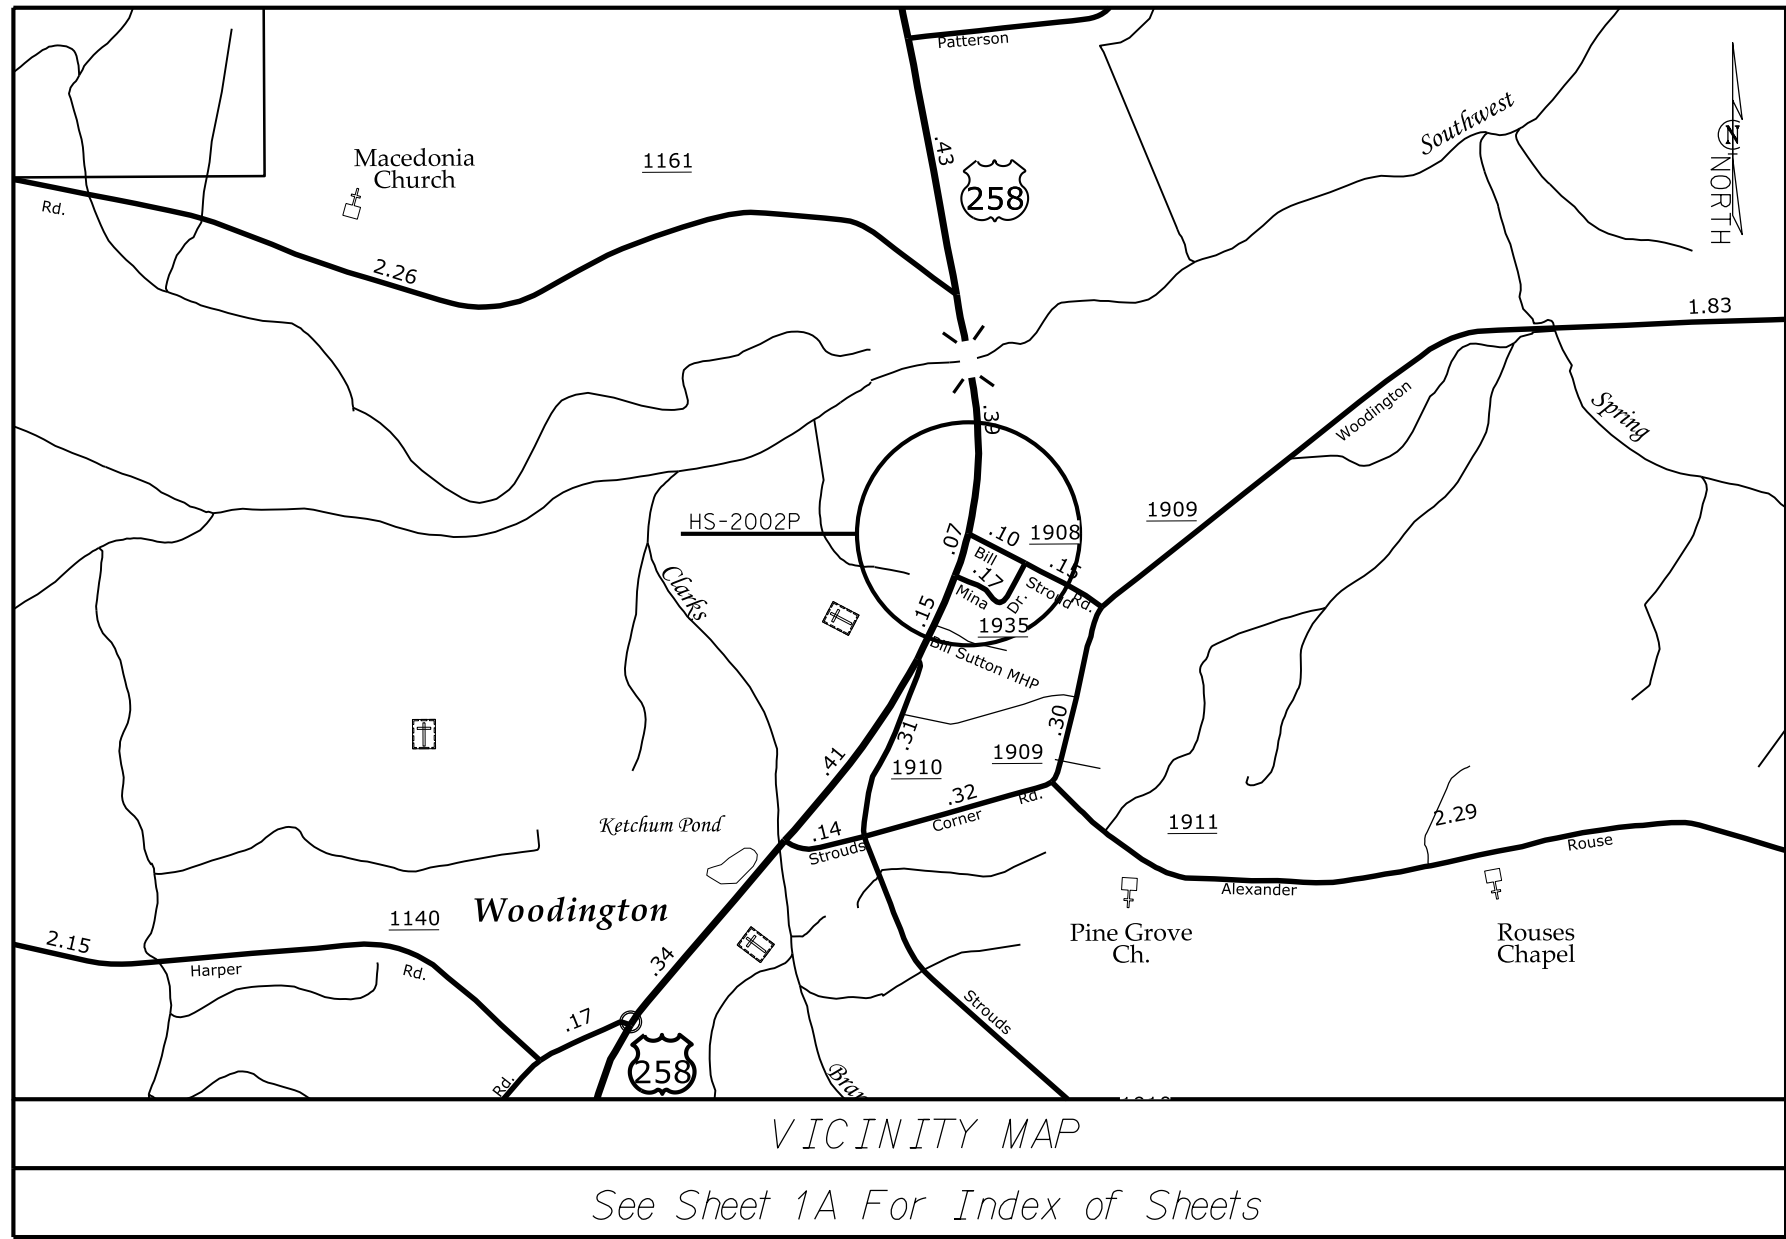 Patterson
Southwest
.43
258
N
NORTH
Macedonia
Church
1161
Rd.
2.26
1.83
.39
Woodington
Spring
HS-2002P
1909
.07
.10
1908
Bill
.15
.17
Stroud
Rd.
Mina
Dr.
Clarks
.15
1935
Bill Sutton MHP
.30
.31
.41
1909
1910
.32
Rd.
Corner
.14
Strouds
Ketchum Pond
1911
2.29
Rouse
Alexander
Woodington
1140
2.15
Harper
Rd.
Pine Grove
Ch.
Rouses
Chapel
.34
.17
Strouds
258
Rd.
Bran
VICINITY MAP
See Sheet 1A For Index of Sheets